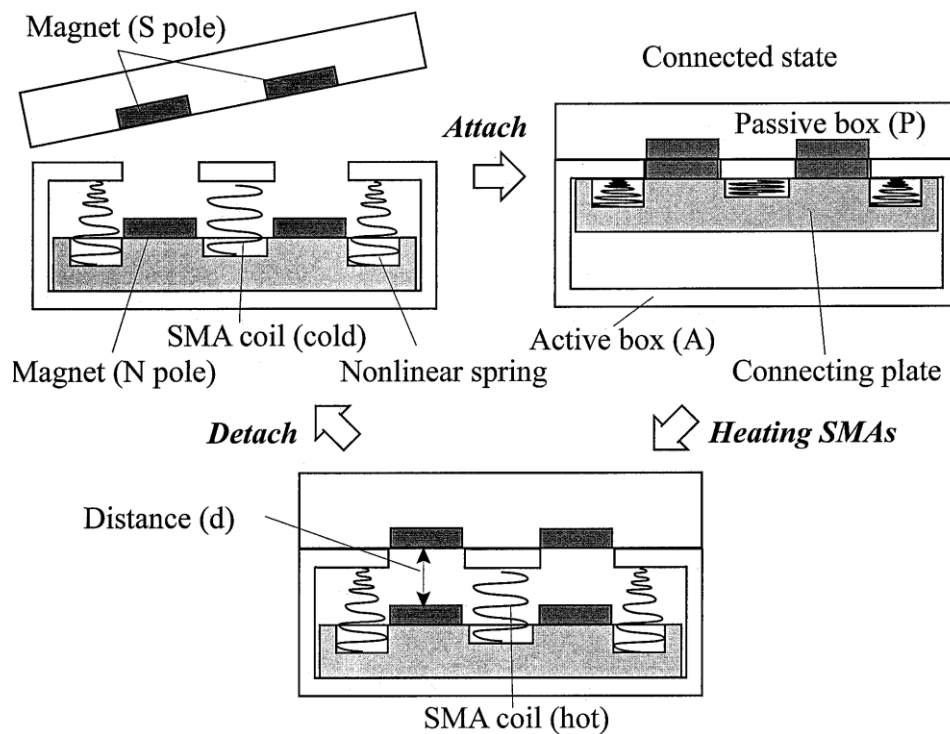 Magnet (S pole)
Connected state
Attach
Passive box (P)
SMA coil (cold)
Active box (A)
Magnet (N pole)
Nonlinear spring
Connecting plate
Detach
Heating SMAs
Distance (d)
SMA coil (hot)